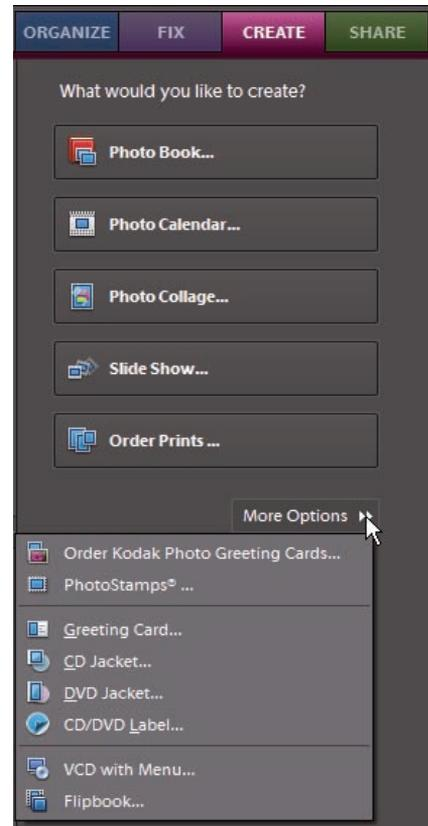 ORGANIZE FIX CREATE SHARE
What would you like to create?
Photo Book...
Photo Calendar...
Photo Collage...
Slide Show...
Order Prints ...
More Options
Order Kodak Photo Greeting Cards...
PhotoStamps® ...
Greeting Card...
CD Jacket...
DVD Jacket...
CD/DVD Label...
VCD with Menu...
Flipbook...